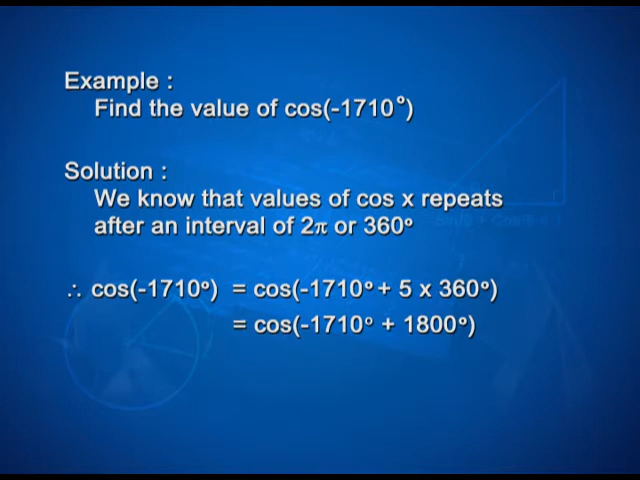 Example :
Find the value of cos(-1710°)
Solution :
We know that values of cos x repeats
after an interval of 2π or 360°
∴ cos(-1710°) = cos(-1710° + 5 x 360°)
= cos(-1710° + 1800°)